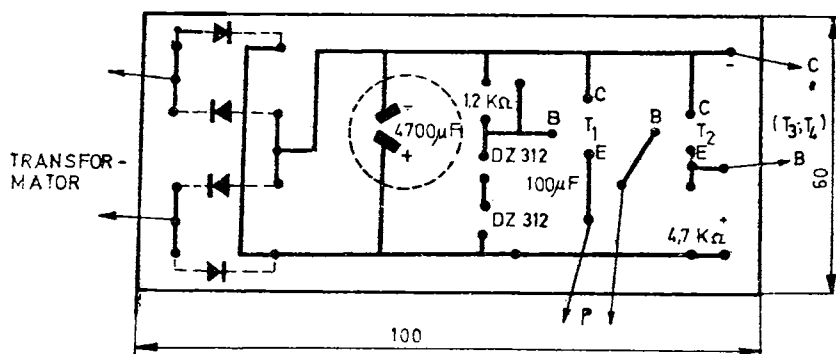 TRANSFOR-
MATOR
-
4700µF
+
1,2 KΩ
DZ 312
DZ 312
B
C
T1
E
100µF
B
C
T2
E
4,7 KΩ
+
-
C
(T3; T4)
B
P
100
60